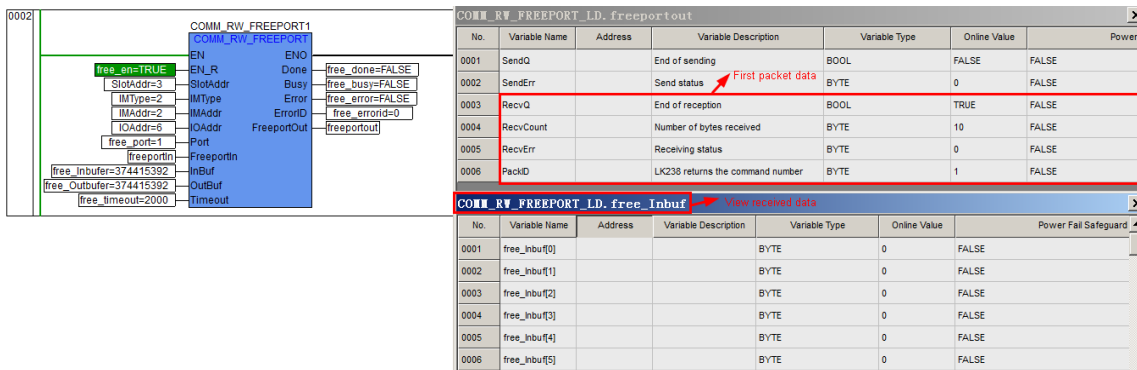 0002
COMM_RW_FREEPORT1
COMM_RW_FREEPORT
EN ENO
free_en=TRUE EN_R Done free_done=FALSE
SlotAddr=3 SlotAddr Busy free_busy=FALSE
IMType=2 IMType Error free_error=FALSE
IMAddr=2 IMAddr ErrorID free_errorid=0
IOAddr=6 IOAddr FreeportOut freeportout
free_port=1 Port
freeportin FreeportIn
free_Inbufer=374415392 InBuf
free_Outbufer=374415392 OutBuf
free_timeout=2000 Timeout
COMM_RW_FREEPORT_LD.freeportout
No. Variable Name Address Variable Description Variable Type Online Value Power
0001 SendQ End of sending BOOL FALSE FALSE
0002 SendErr Send status BYTE 0 FALSE
First packet data
0003 RecvQ End of reception BOOL TRUE FALSE
0004 RecvCount Number of bytes received BYTE 10 FALSE
0005 RecvErr Receiving status BYTE 0 FALSE
0006 PackID LK238 returns the command number BYTE 1 FALSE
COMM_RW_FREEPORT_LD.free_Inbuf View received data
No. Variable Name Address Variable Description Variable Type Online Value Power Fail Safeguard
0001 free_Inbuf[0] BYTE 0 FALSE
0002 free_Inbuf[1] BYTE 0 FALSE
0003 free_Inbuf[2] BYTE 0 FALSE
0004 free_Inbuf[3] BYTE 0 FALSE
0005 free_Inbuf[4] BYTE 0 FALSE
0006 free_Inbuf[5] BYTE 0 FALSE